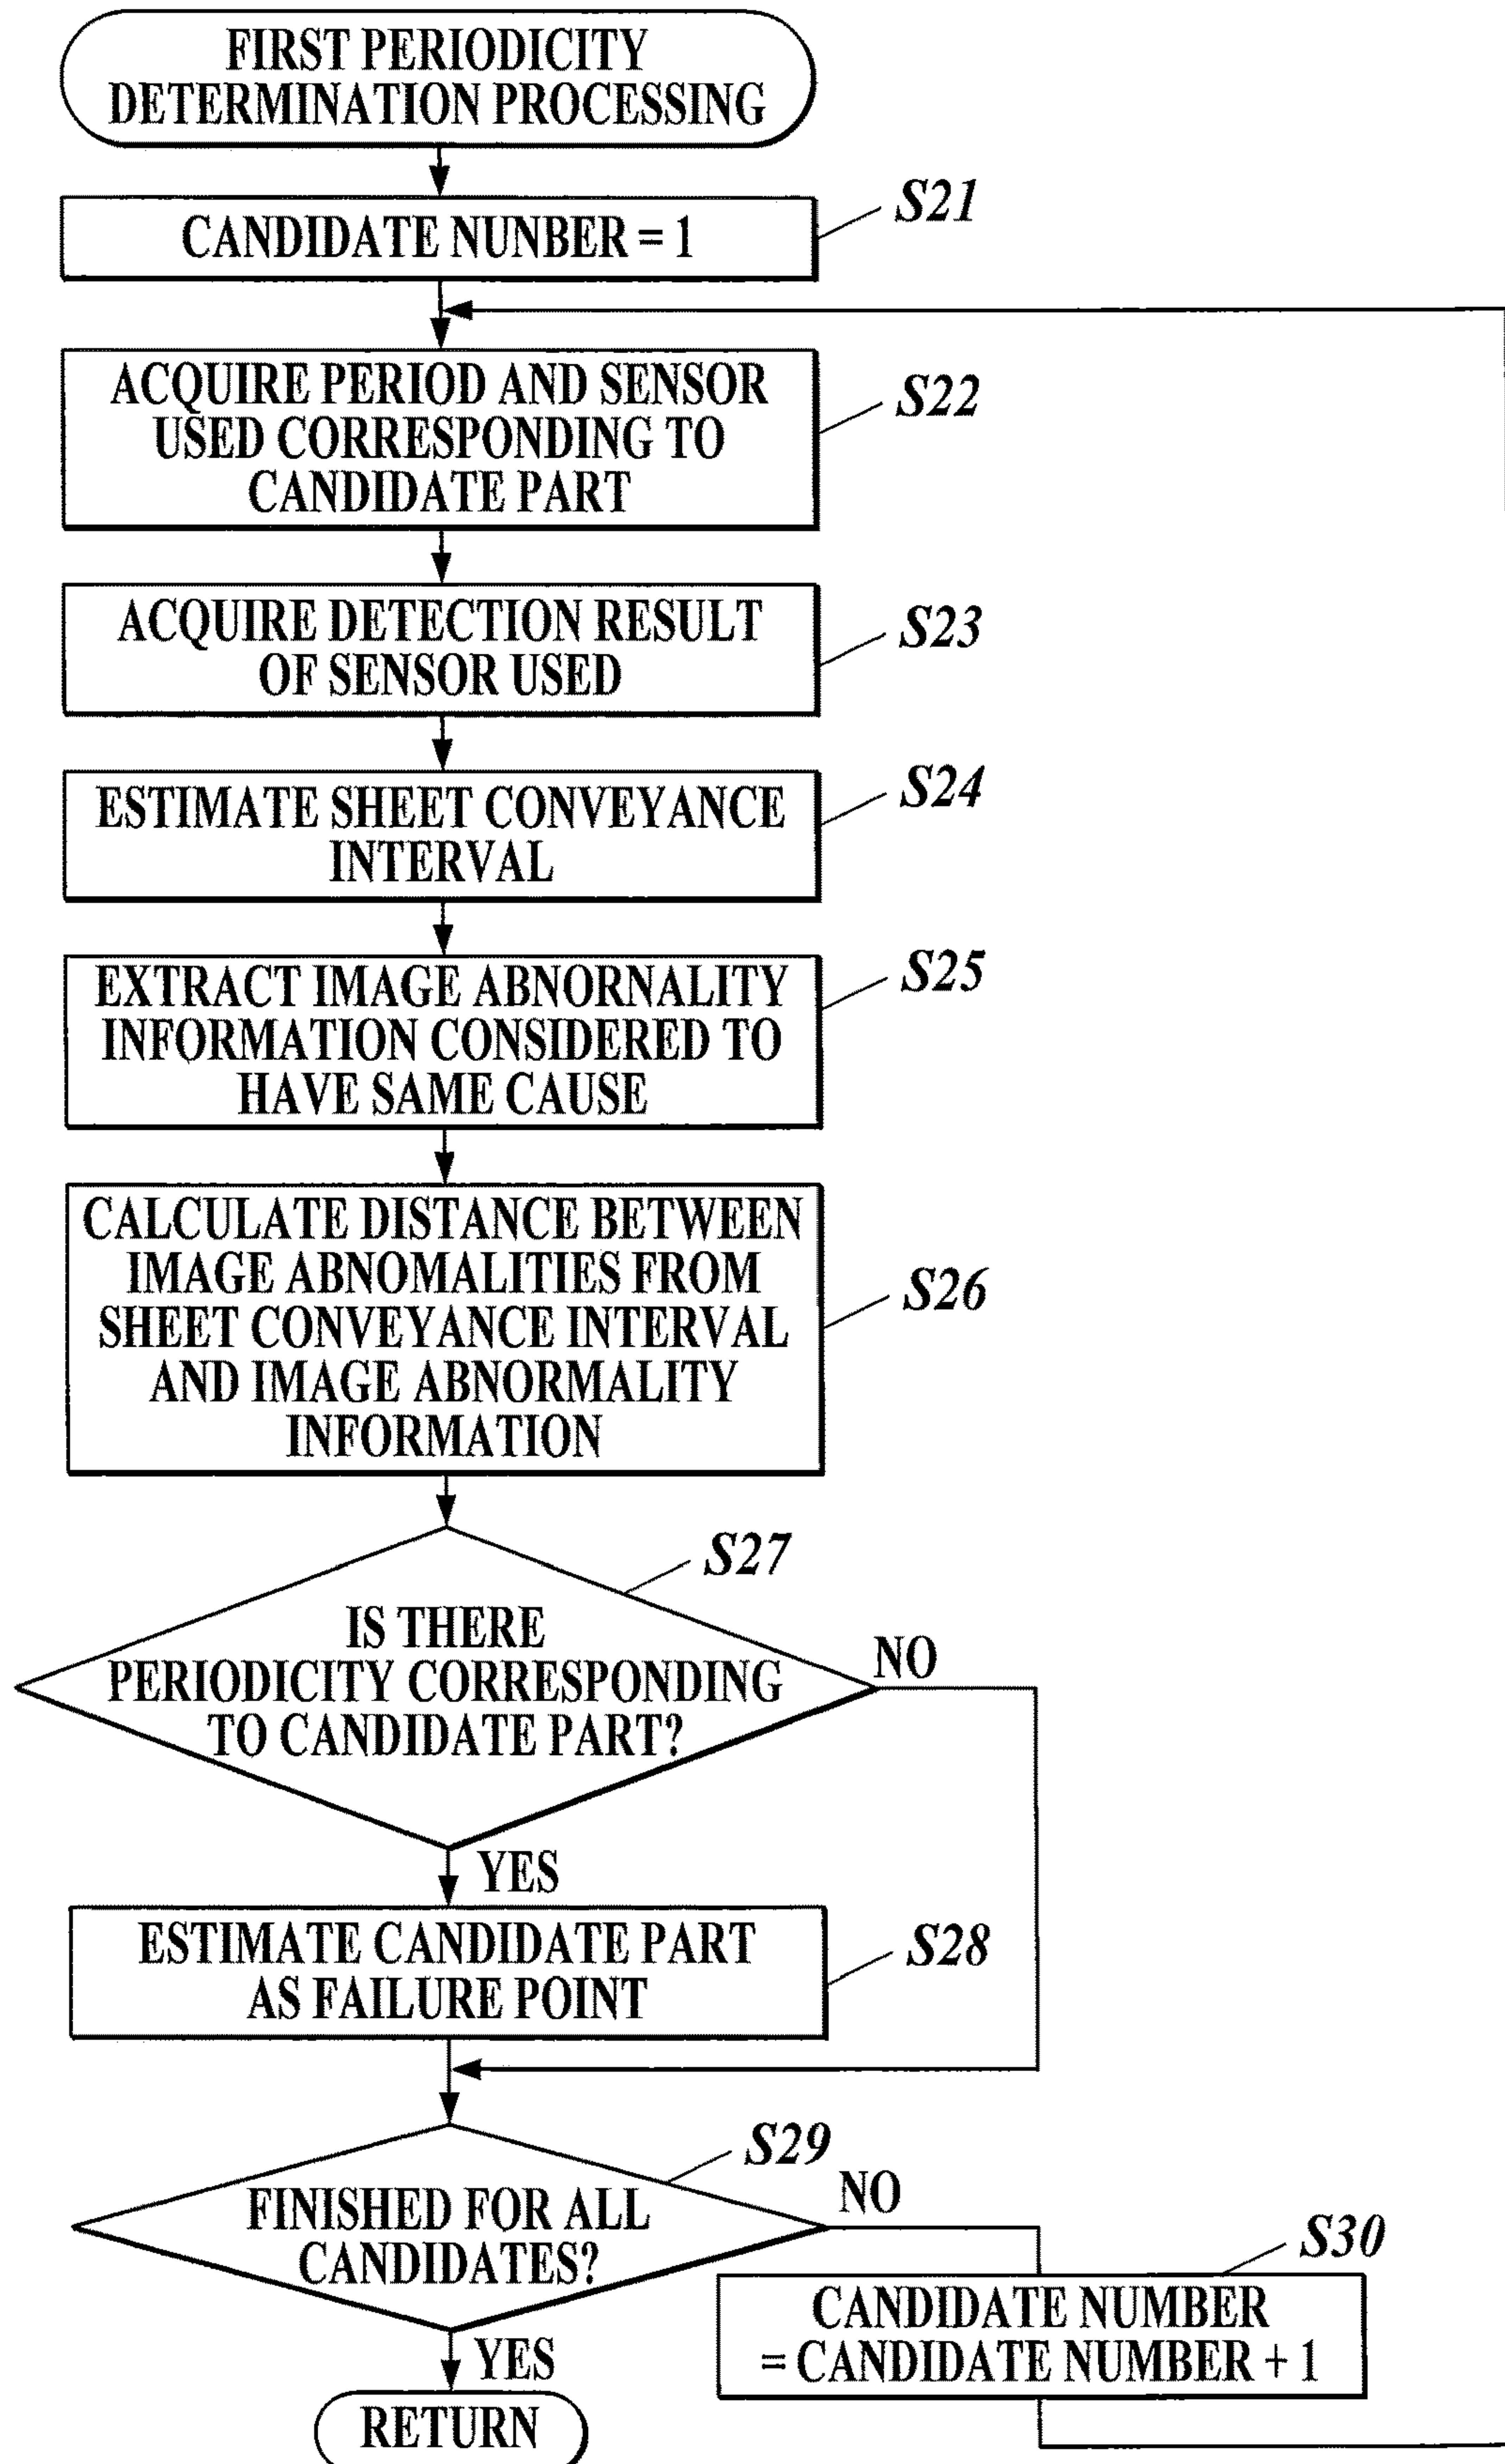 FIRST PERIODICITY
DETERMINATION PROCESSING
CANDIDATE NUNBER = 1
S21
ACQUIRE PERIOD AND SENSOR
USED CORRESPONDING TO
CANDIDATE PART
S22
ACQUIRE DETECTION RESULT
OF SENSOR USED
S23
ESTIMATE SHEET CONVEYANCE
INTERVAL
S24
EXTRACT IMAGE ABNORNALITY
INFORMATION CONSIDERED TO
HAVE SAME CAUSE
S25
CALCULATE DISTANCE BETWEEN
IMAGE ABNOMALITIES FROM
SHEET CONVEYANCE INTERVAL
AND IMAGE ABNORMALITY
INFORMATION
S26
S27
IS THERE
PERIODICITY CORRESPONDING
TO CANDIDATE PART?
NO
YES
ESTIMATE CANDIDATE PART
AS FAILURE POINT
S28
S29
FINISHED FOR ALL
CANDIDATES?
NO
S30
CANDIDATE NUMBER
= CANDIDATE NUMBER + 1
YES
RETURN